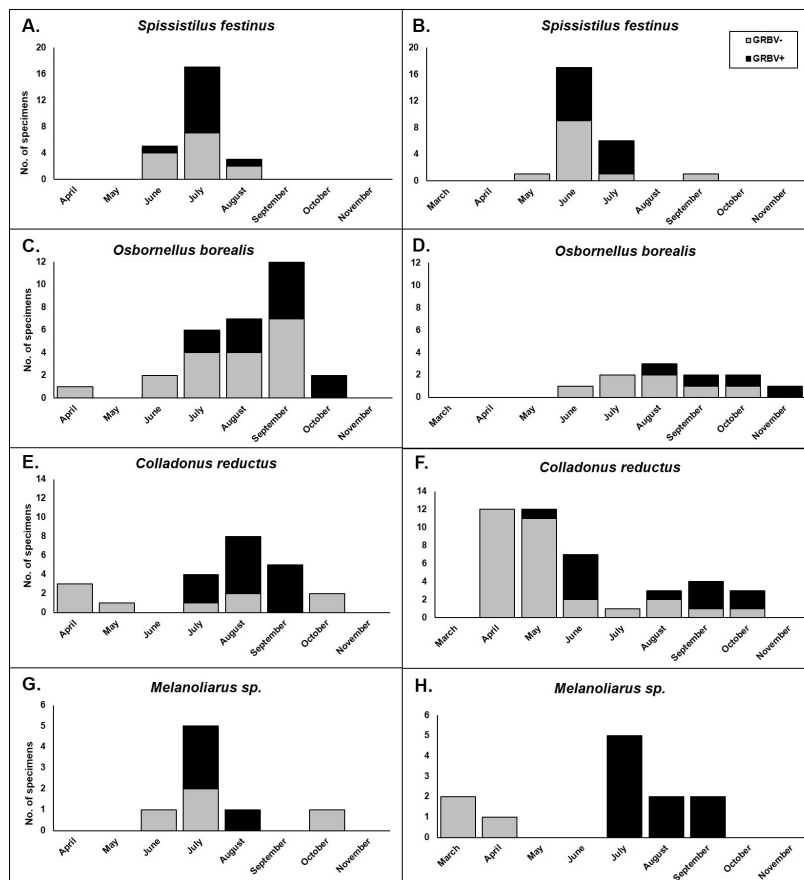 A.
Spissistilus festinus
No. of specimens
20
16
12
8
4
0
April
May
June
July
August
September
October
November
B.
Spissistilus festinus
GRBV-
GRBV+
20
16
12
8
4
0
March
April
May
June
July
August
September
October
November
C.
Osbornellus borealis
No. of specimens
12
10
8
6
4
2
0
April
May
June
July
August
September
October
November
D.
Osbornellus borealis
12
10
8
6
4
2
0
March
April
May
June
July
August
September
October
November
E.
Colladonus reductus
No. of specimens
14
12
10
8
6
4
2
0
April
May
June
July
August
September
October
November
F.
Colladonus reductus
14
12
10
8
6
4
2
0
March
April
May
June
July
August
September
October
November
G.
Melanoliarus sp.
No. of specimens
6
5
4
3
2
1
0
April
May
June
July
August
September
October
November
H.
Melanoliarus sp.
6
5
4
3
2
1
0
March
April
May
June
July
August
September
October
November